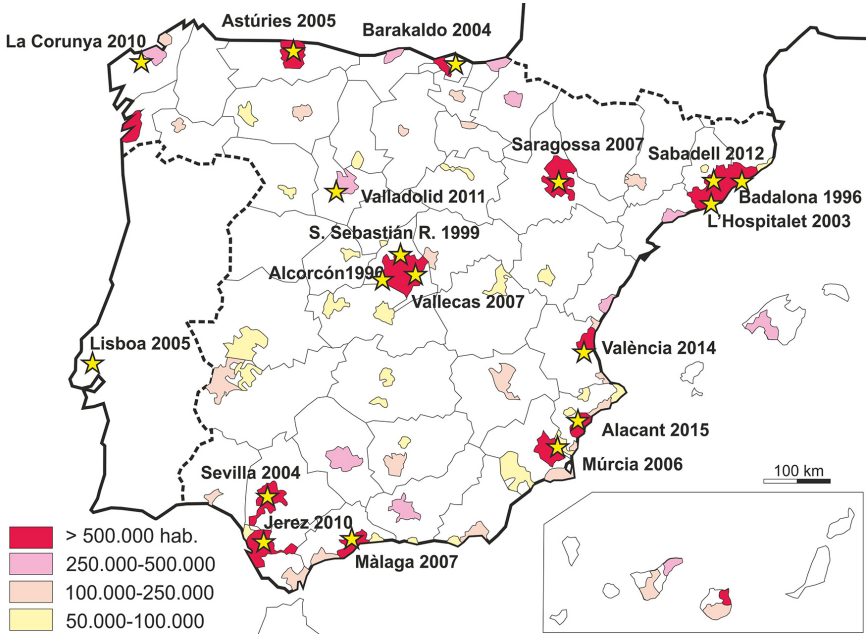 Astúries 2005
Barakaldo 2004
La Corunya 2010
Saragossa 2007
Sabadell 2012
Valladolid 2011
Badalona 1996
L'Hospitalet 2003
S. Sebastián R. 1999
Alcorcón1996
Vallecas 2007
Lisboa 2005
València 2014
Alacant 2015
Múrcia 2006
Sevilla 2004
100 km
Jerez 2010
Màlaga 2007
> 500.000 hab.
250.000-500.000
100.000-250.000
50.000-100.000